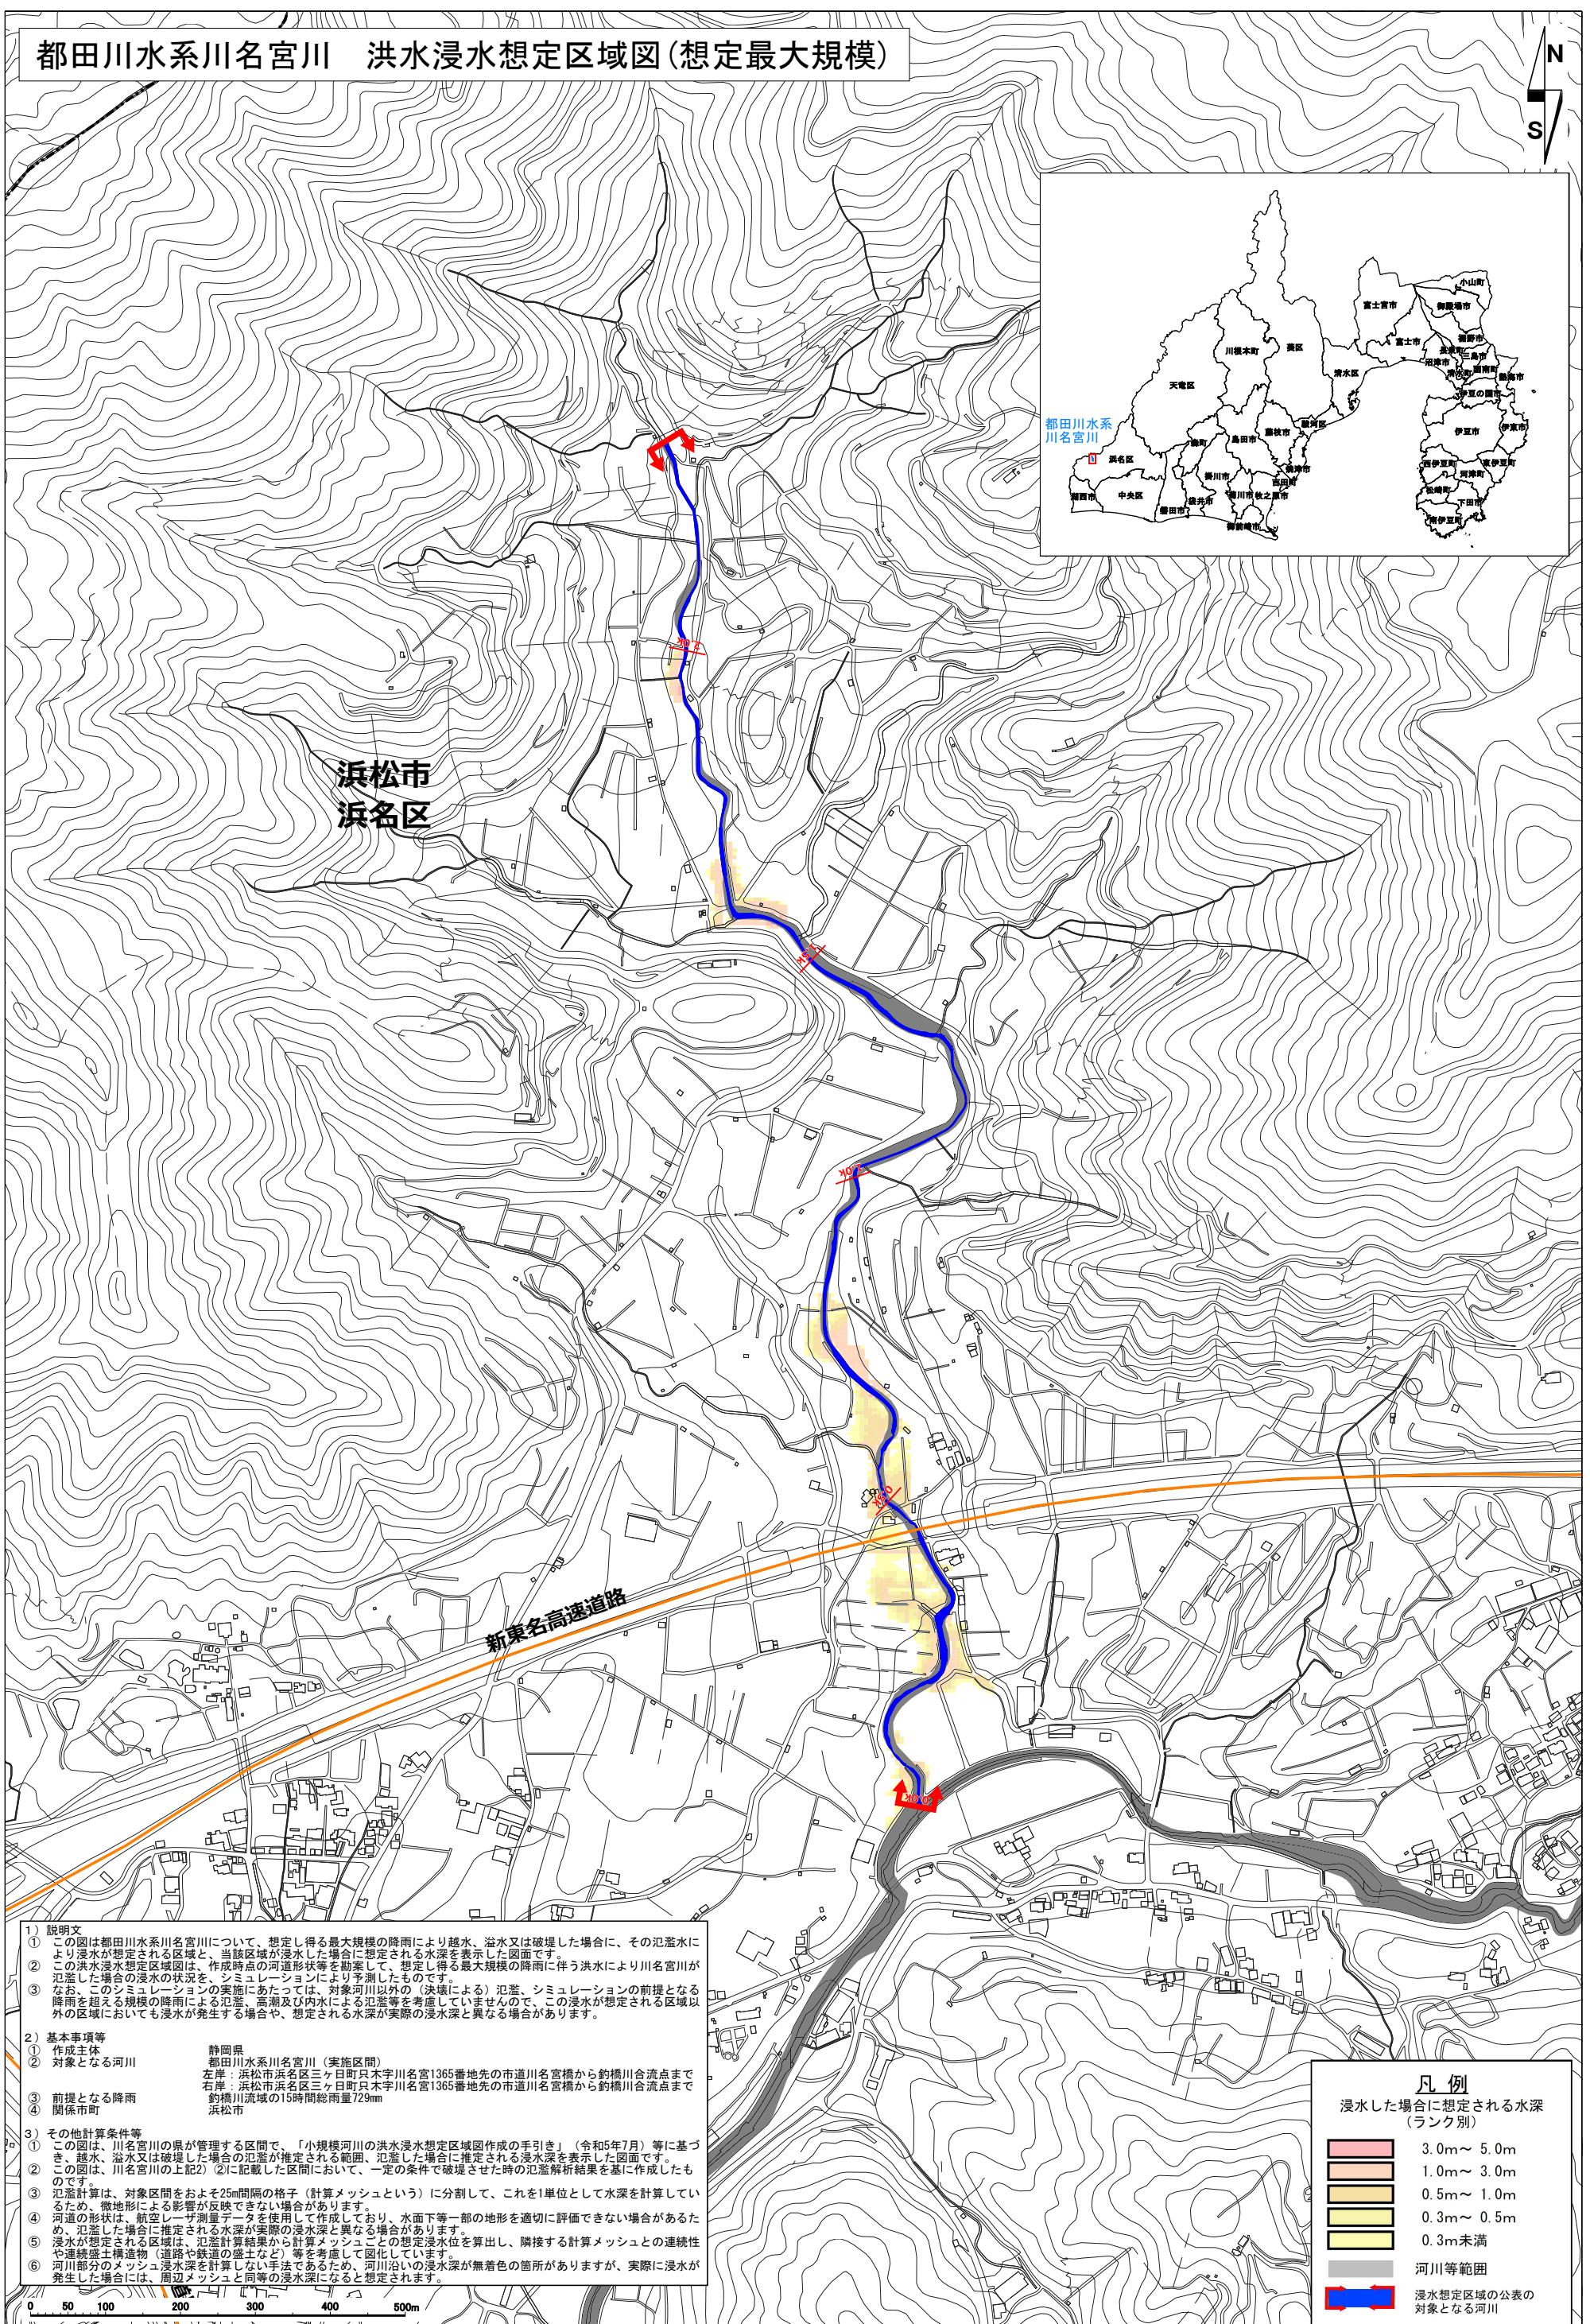 都田川水系川名宮川　洪水浸水想定区域図(想定最大規模)
N
S
小山町
御殿場市
富士宮市
裾野市
富士市
長泉町
三島市
沼津市
清水町
函南町
熱海市
伊豆の国市
葵区
川根本町
清水区
天竜区
伊豆市
伊東市
都田川水系
川名宮川
駿河区
藤枝市
島田市
森町
浜名区
西伊豆町
東伊豆町
河津町
焼津市
掛川市
吉田町
松崎町
下田市
湖西市
中央区
袋井市
菊川市
牧之原市
磐田市
南伊豆町
御前崎市
2.0K
浜松市
浜名区
1.5K
1.0K
0.5K
新東名高速道路
0.0K
1）説明文
①　この図は都田川水系川名宮川について、想定し得る最大規模の降雨により越水、溢水又は破堤した場合に、その氾濫水に
より浸水が想定される区域と、当該区域が浸水した場合に想定される水深を表示した図面です。
②　この洪水浸水想定区域図は、作成時点の河道形状等を勘案して、想定し得る最大規模の降雨に伴う洪水により川名宮川が
氾濫した場合の浸水の状況を、シミュレーションにより予測したものです。
③　なお、このシミュレーションの実施にあたっては、対象河川以外の（決壊による）氾濫、シミュレーションの前提となる
降雨を超える規模の降雨による氾濫、高潮及び内水による氾濫等を考慮していませんので、この浸水が想定される区域以
外の区域においても浸水が発生する場合や、想定される水深が実際の浸水深と異なる場合があります。
2）基本事項等
①　作成主体　静岡県
②　対象となる河川　都田川水系川名宮川（実施区間）
左岸：浜松市浜名区三ヶ日町只木字川名宮1365番地先の市道川名宮橋から釣橋川合流点まで
右岸：浜松市浜名区三ヶ日町只木字川名宮1365番地先の市道川名宮橋から釣橋川合流点まで
③　前提となる降雨　釣橋川流域の15時間総雨量729mm
④　関係市町　浜松市
3）その他計算条件等
①　この図は、川名宮川の県が管理する区間で、「小規模河川の洪水浸水想定区域図作成の手引き」（令和5年7月）等に基づ
き、越水、溢水又は破堤した場合の氾濫が推定される範囲、氾濫した場合に推定される浸水深を表示した図面です。
②　この図は、川名宮川の上記2）②に記載した区間において、一定の条件で破堤させた時の氾濫解析結果を基に作成したも
のです。
③　氾濫計算は、対象区間をおよそ25m間隔の格子（計算メッシュという）に分割して、これを1単位として水深を計算してい
るため、微地形による影響が反映できない場合があります。
④　河道の形状は、航空レーザ測量データを使用して作成しており、水面下等一部の地形を適切に評価できない場合があるた
め、氾濫した場合に推定される水深が実際の浸水深と異なる場合があります。
⑤　浸水が想定される区域は、氾濫計算結果から計算メッシュごとの想定浸水位を算出し、隣接する計算メッシュとの連続性
や連続盛土構造物（道路や鉄道の盛土など）等を考慮して図化しています。
⑥　河川部分のメッシュ浸水深を計算しない手法であるため、河川沿いの浸水深が無着色の箇所がありますが、実際に浸水が
発生した場合には、周辺メッシュと同等の浸水深になると想定されます。
0 50 100 200 300 400 500m
凡 例
浸水した場合に想定される水深
（ランク別）
3.0m～ 5.0m
1.0m～ 3.0m
0.5m～ 1.0m
0.3m～ 0.5m
0.3m未満
河川等範囲
浸水想定区域の公表の
対象となる河川